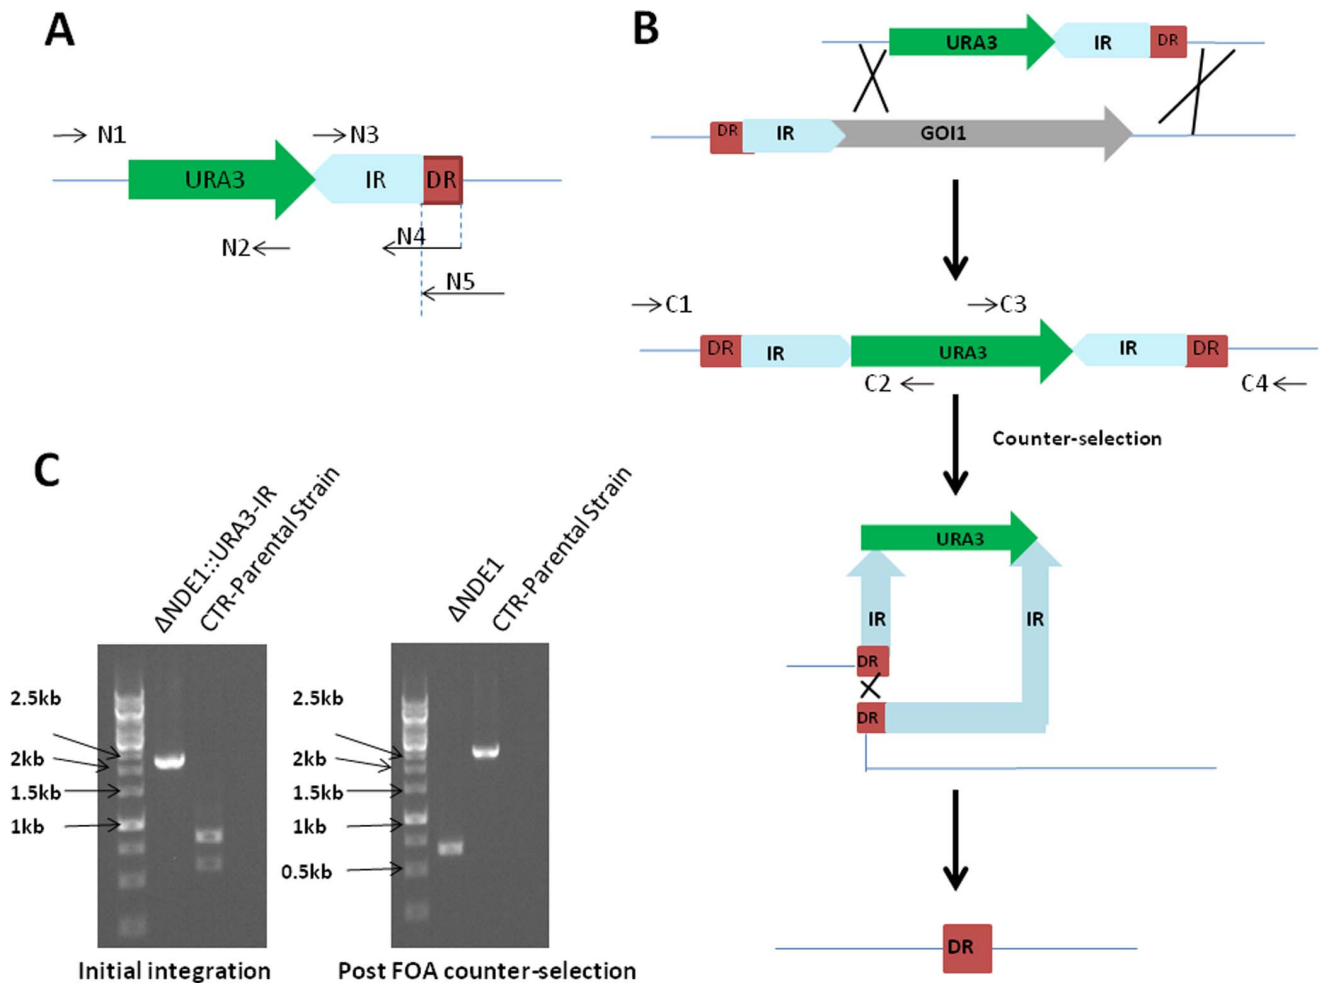 A
N1
N3
URA3
IR
DR
N2
N4
N5
B
URA3
IR
DR
DR
IR
GOI1
C1
C3
DR
IR
URA3
IR
DR
C2
C4
Counter-selection
URA3
IR
IR
DR
DR
DR
C
ΔNDE1::URA3-IR
CTR-Parental Strain
2.5kb
2kb
1.5kb
1kb
Initial integration
ΔNDE1
CTR-Parental Strain
2.5kb
2kb
1.5kb
1kb
0.5kb
Post FOA counter-selection